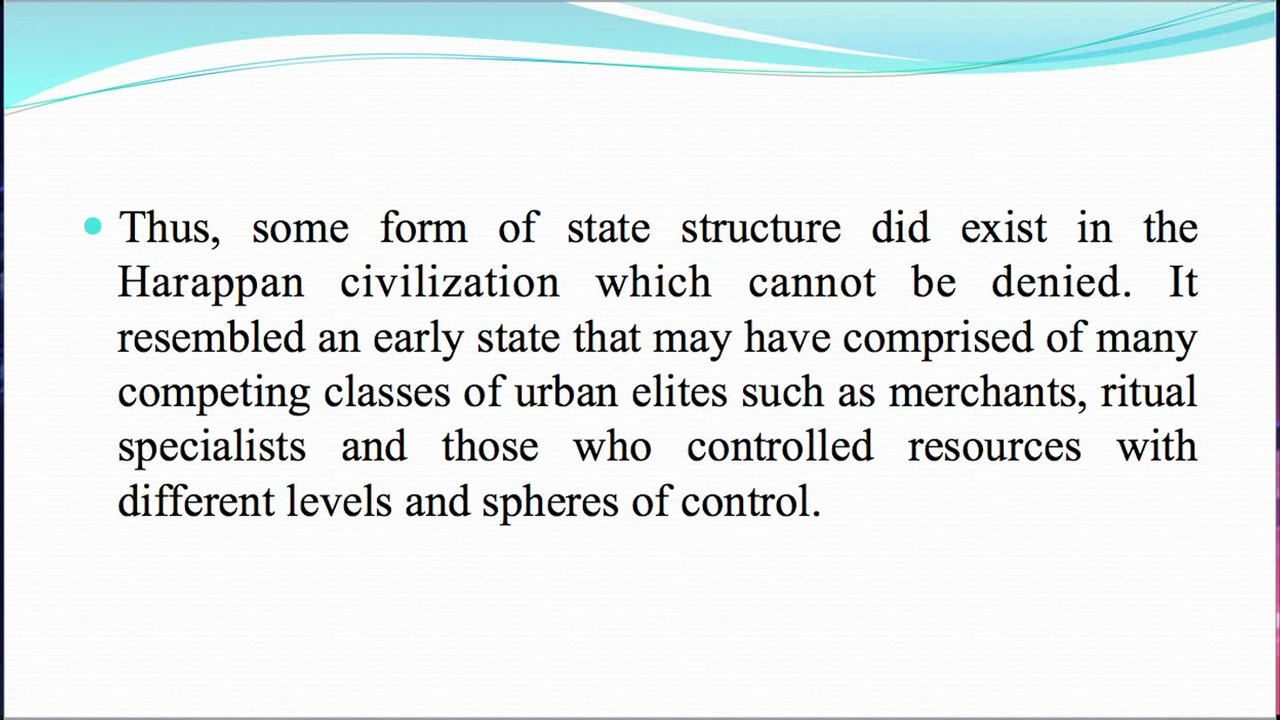 Thus, some form of state structure did exist in the
Harappan civilization which cannot be denied. It
resembled an early state that may have comprised of many
competing classes of urban elites such as merchants, ritual
specialists and those who controlled resources with
different levels and spheres of control.